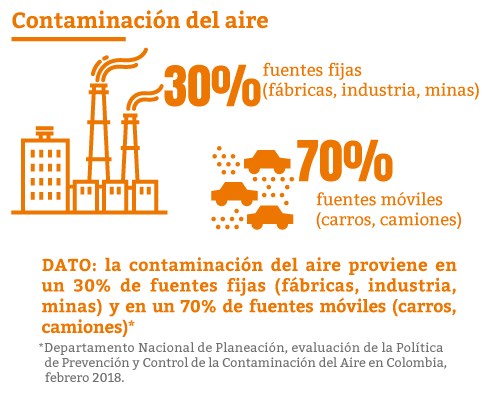 Contaminación del aire
30% fuentes fijas
(fábricas, industria, minas)
70%
fuentes móviles
(carros, camiones)
DATO: la contaminación del aire proviene en
un 30% de fuentes fijas (fábricas, industria,
minas) y en un 70% de fuentes móviles (carros,
camiones)*
*Departamento Nacional de Planeación, evaluación de la Política
de Prevención y Control de la Contaminación del Aire en Colombia,
febrero 2018.